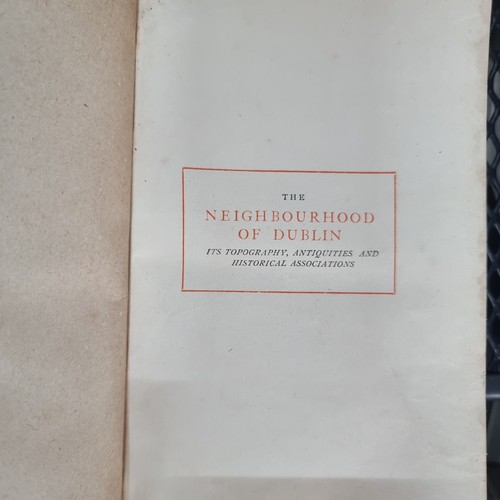 THE
NEIGHBOURHOOD
OF DUBLIN
ITS TOPOGRAPHY, ANTIQUITIES AND
HISTORICAL ASSOCIATIONS